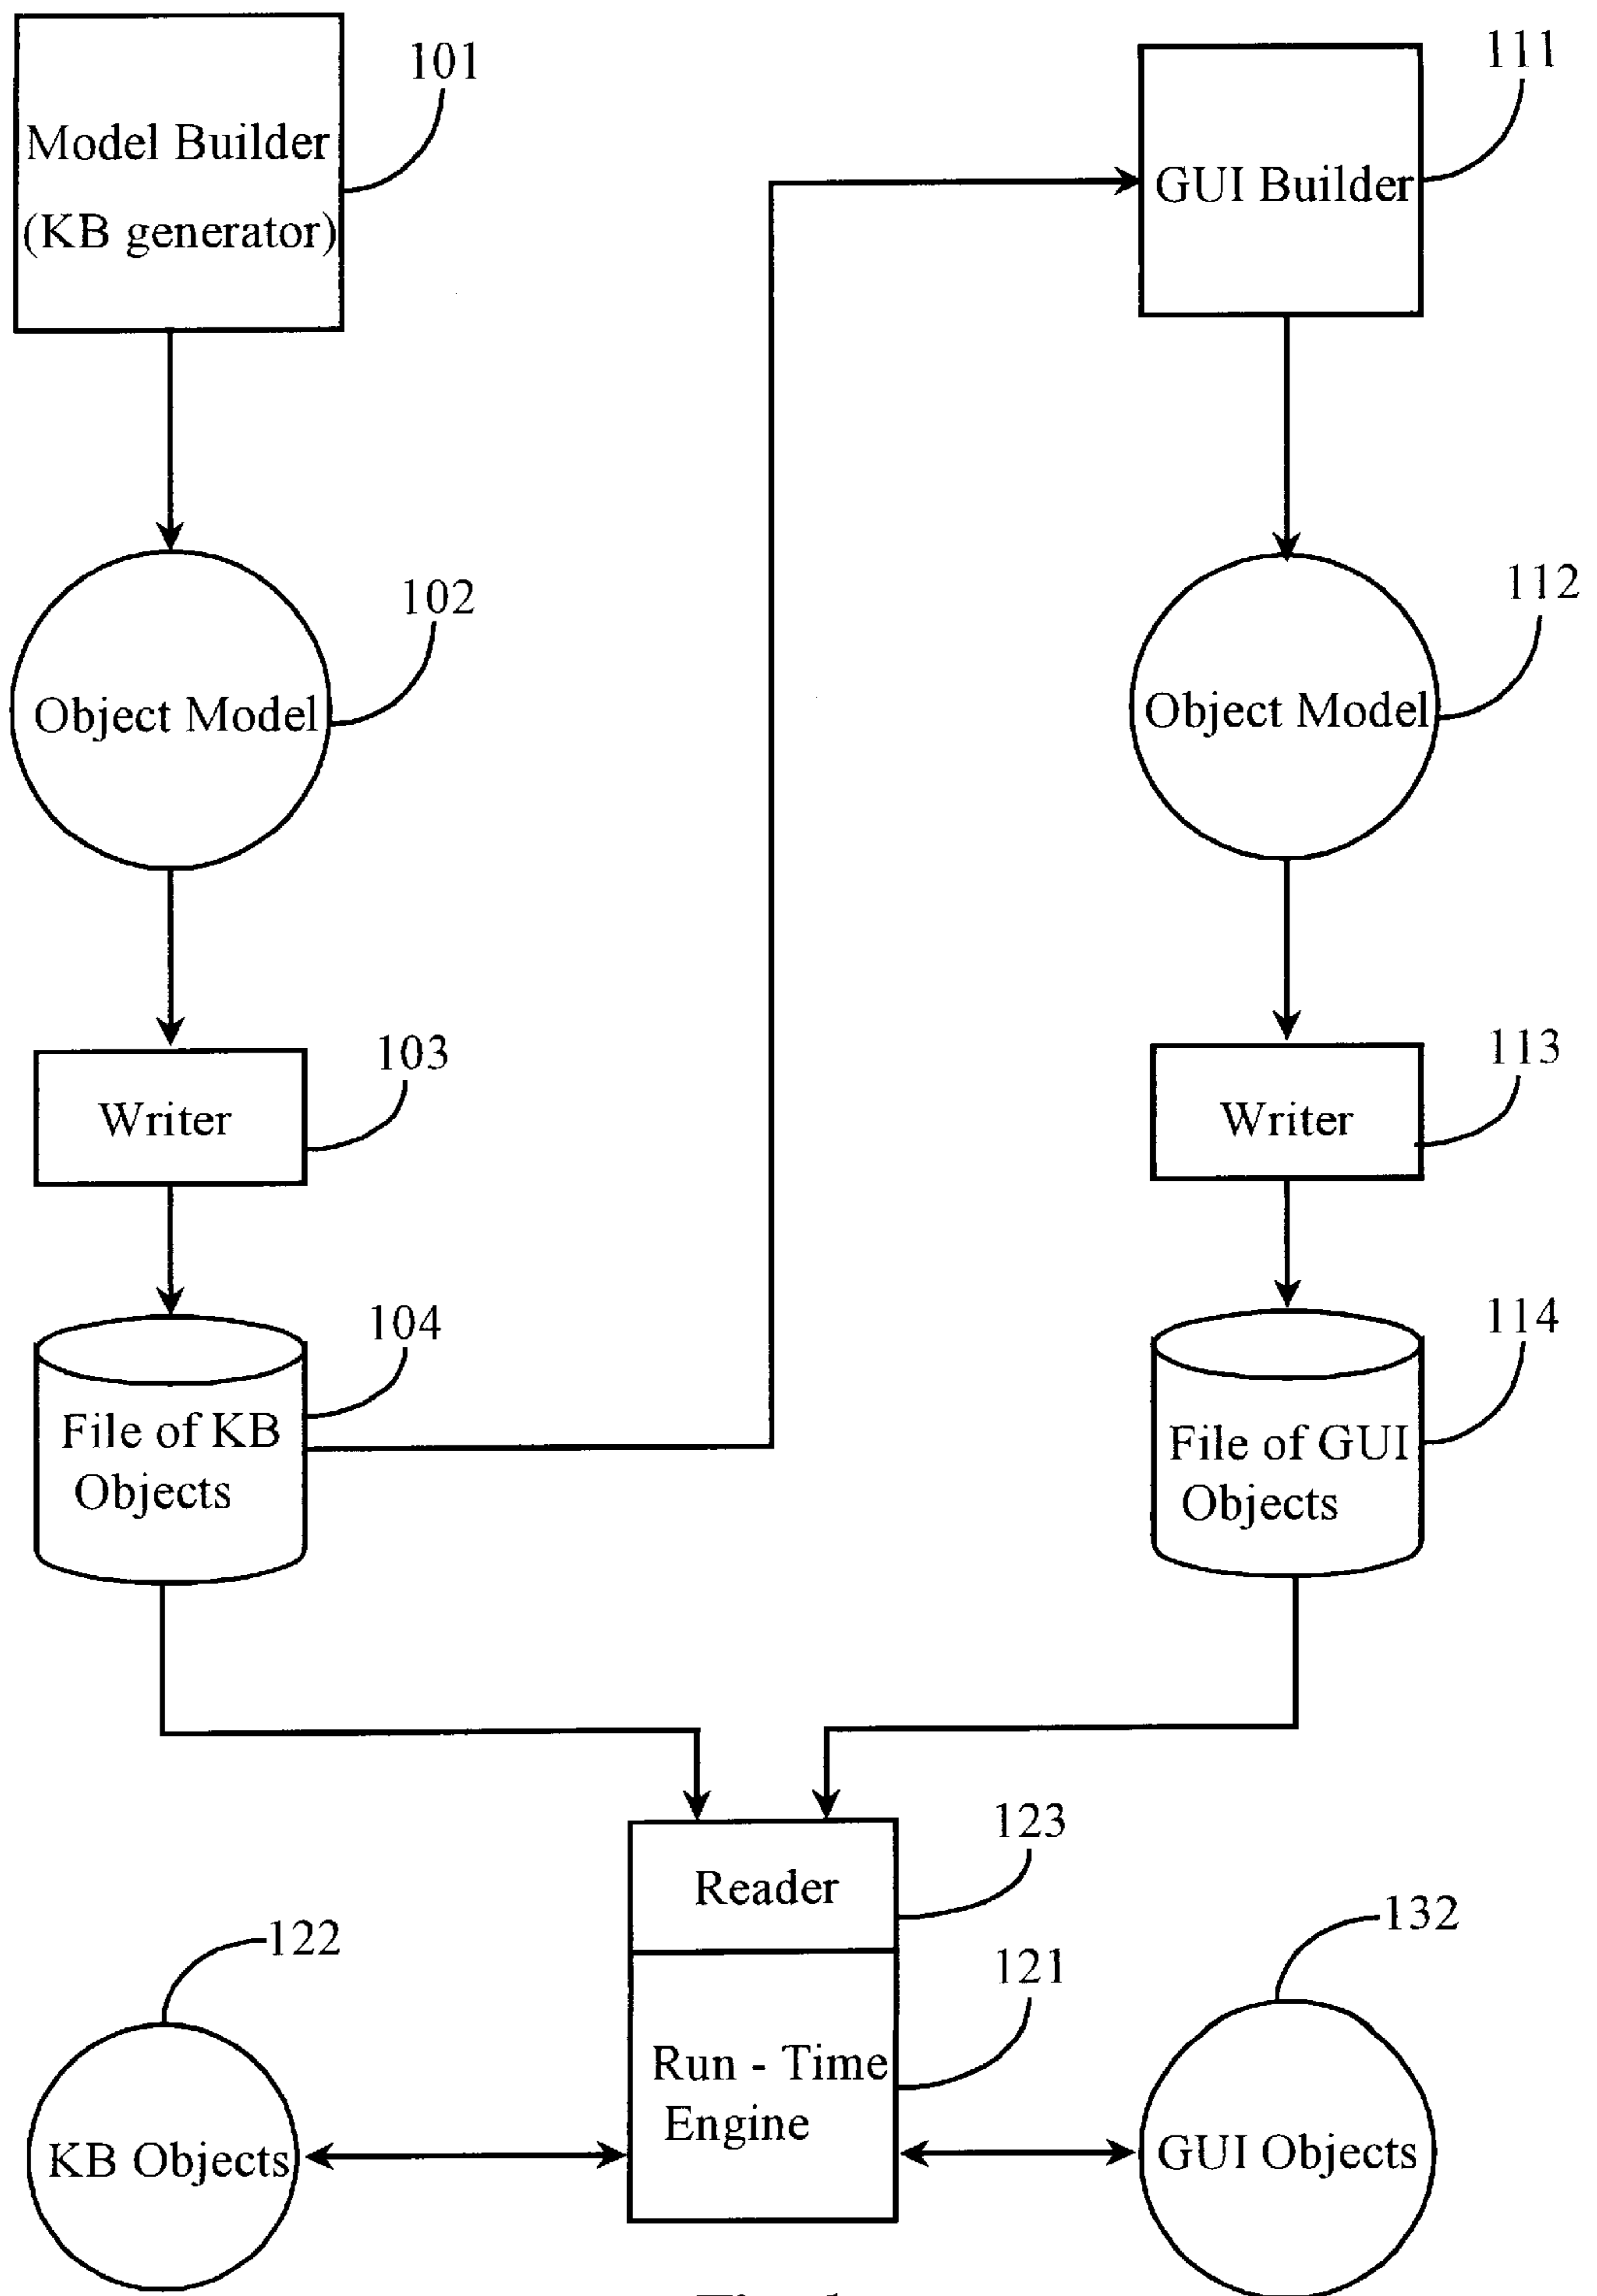 101
111
Model Builder
(KB generator)
GUI Builder
102
112
Object Model
Object Model
103
113
Writer
Writer
104
114
File of KB
Objects
File of GUI
Objects
123
Reader
122
132
121
Run - Time
Engine
KB Objects
GUI Objects